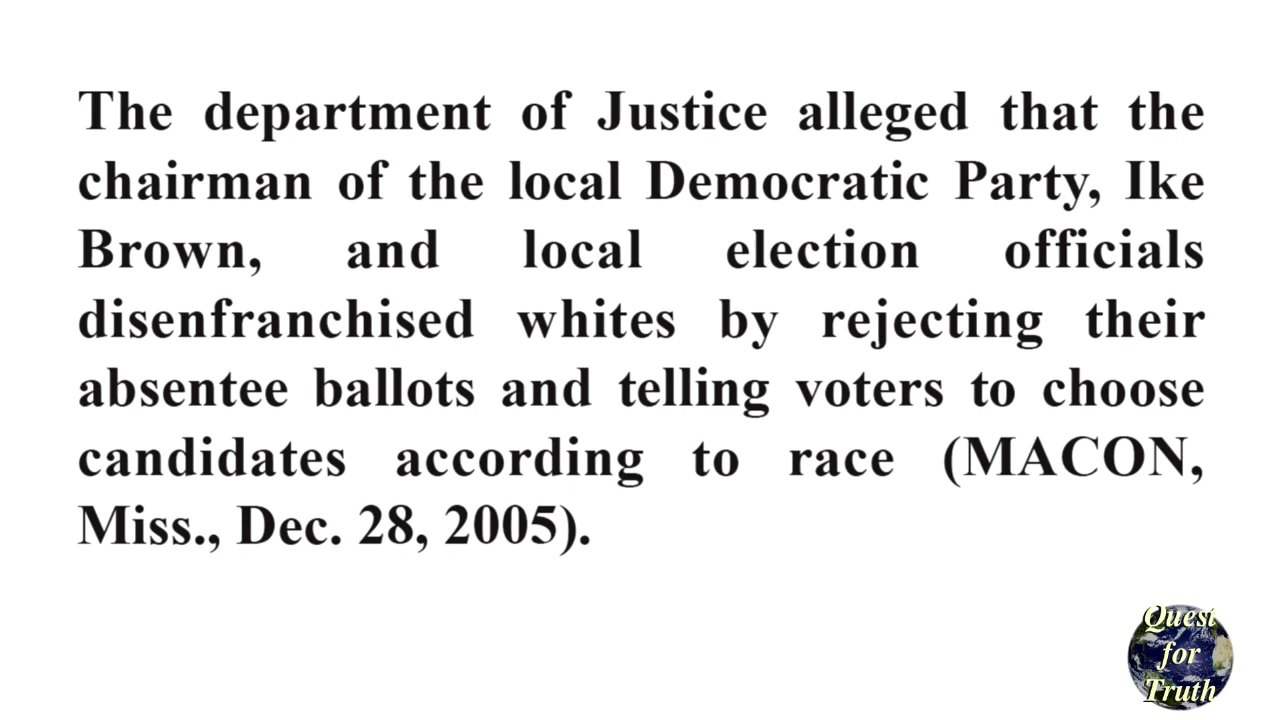 The department of Justice alleged that the
chairman of the local Democratic Party, Ike
Brown, and local election officials
disenfranchised whites by rejecting their
absentee ballots and telling voters to choose
candidates according to race (MACON,
Miss., Dec. 28, 2005).
Quest
for
Truth